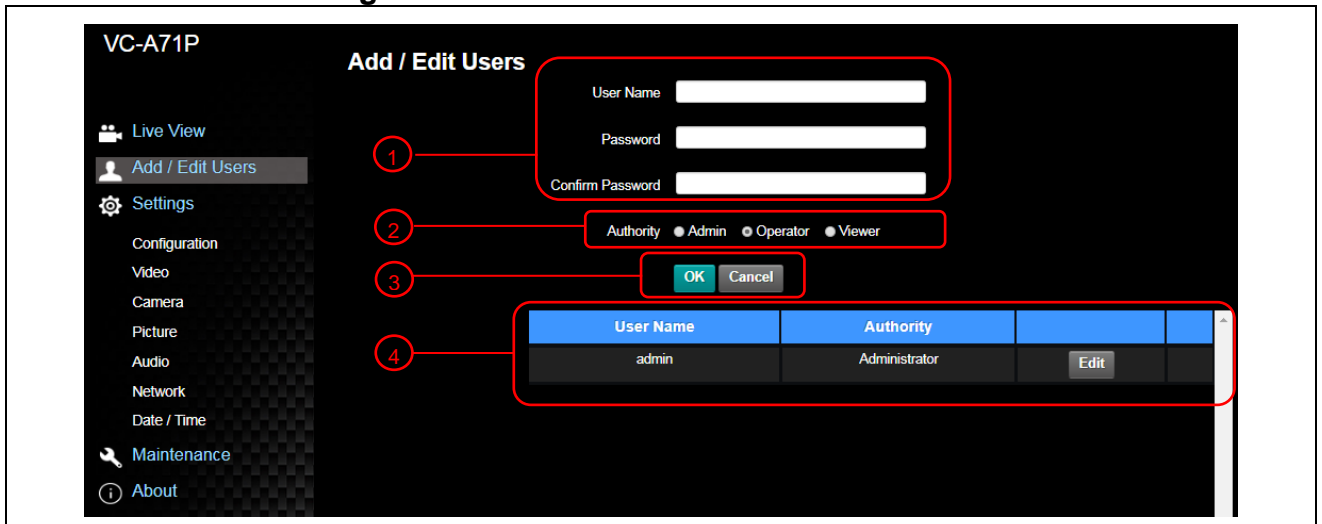 VC-A71P
Live View
Add / Edit Users
Settings
Configuration
Video
Camera
Picture
Audio
Network
Date / Time
Maintenance
About
Add / Edit Users
1
User Name
Password
Confirm Password
2
Authority Admin Operator Viewer
3
OK Cancel
4
User Name Authority
admin Administrator Edit